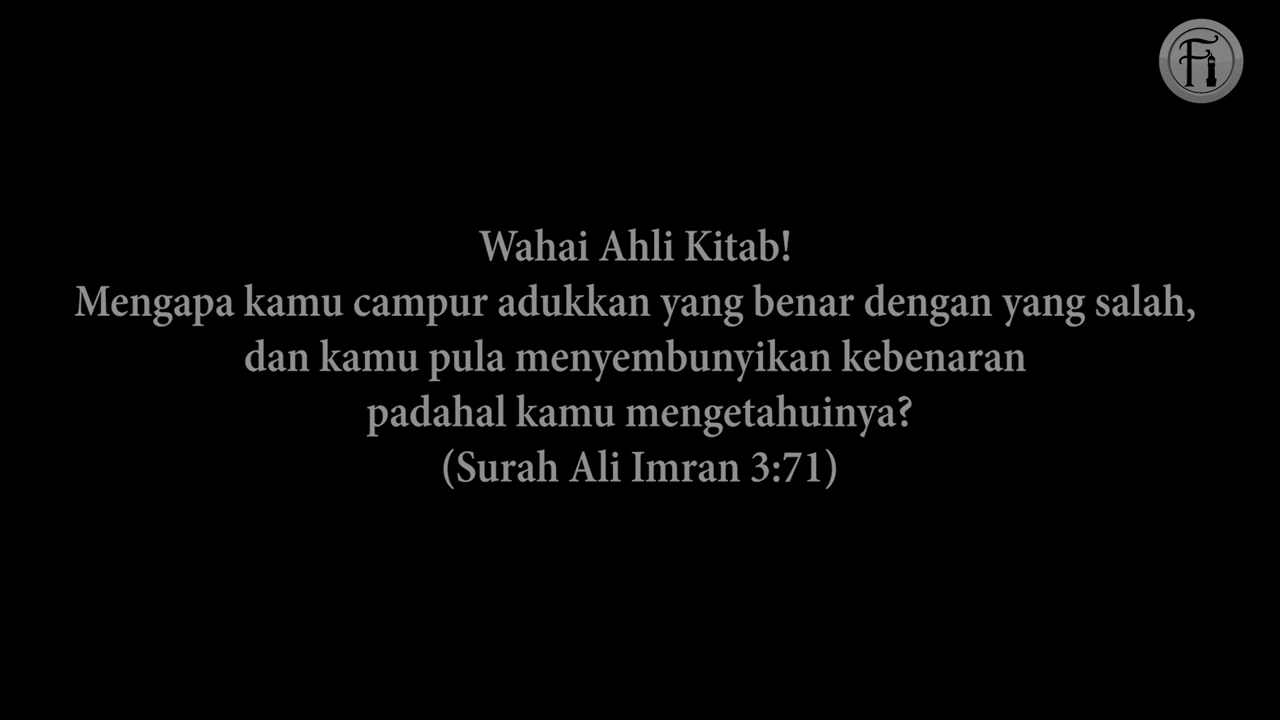 Fi
Wahai Ahli Kitab!
Mengapa kamu campur adukkan yang benar dengan yang salah,
dan kamu pula menyembunyikan kebenaran
padahal kamu mengetahuinya?
(Surah Ali Imran 3:71)